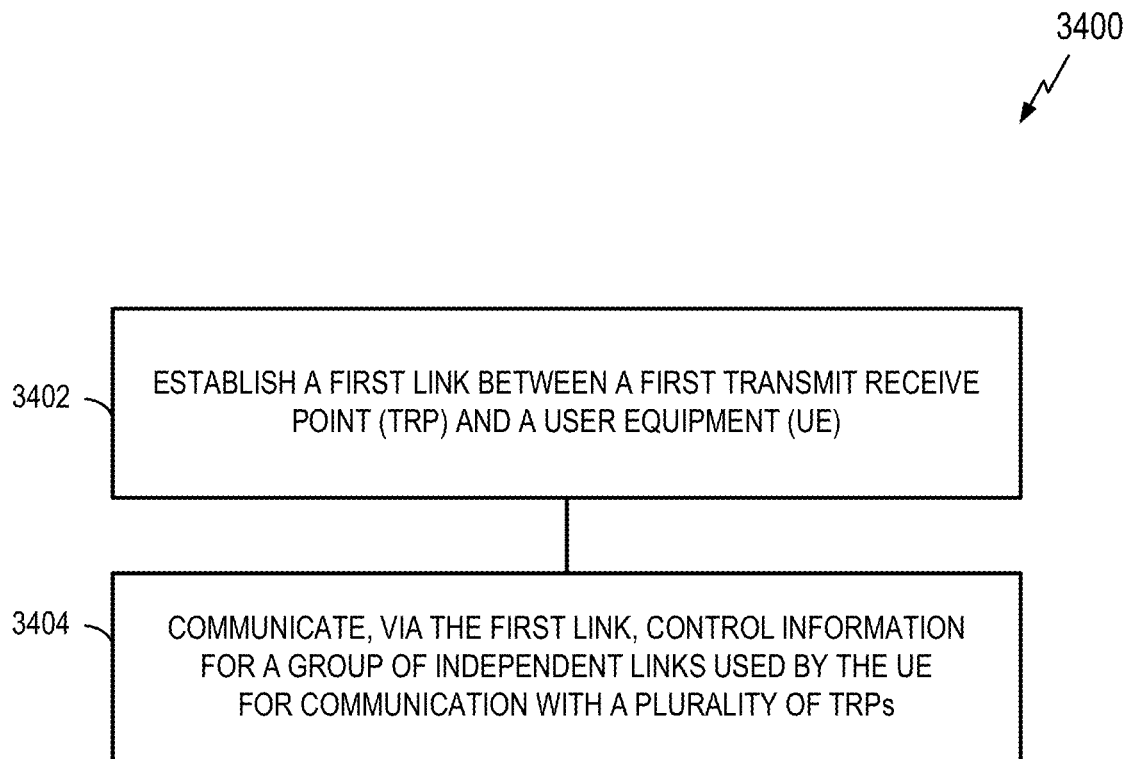 3400
3402
ESTABLISH A FIRST LINK BETWEEN A FIRST TRANSMIT RECEIVE
POINT (TRP) AND A USER EQUIPMENT (UE)
3404
COMMUNICATE, VIA THE FIRST LINK, CONTROL INFORMATION
FOR A GROUP OF INDEPENDENT LINKS USED BY THE UE
FOR COMMUNICATION WITH A PLURALITY OF TRPs